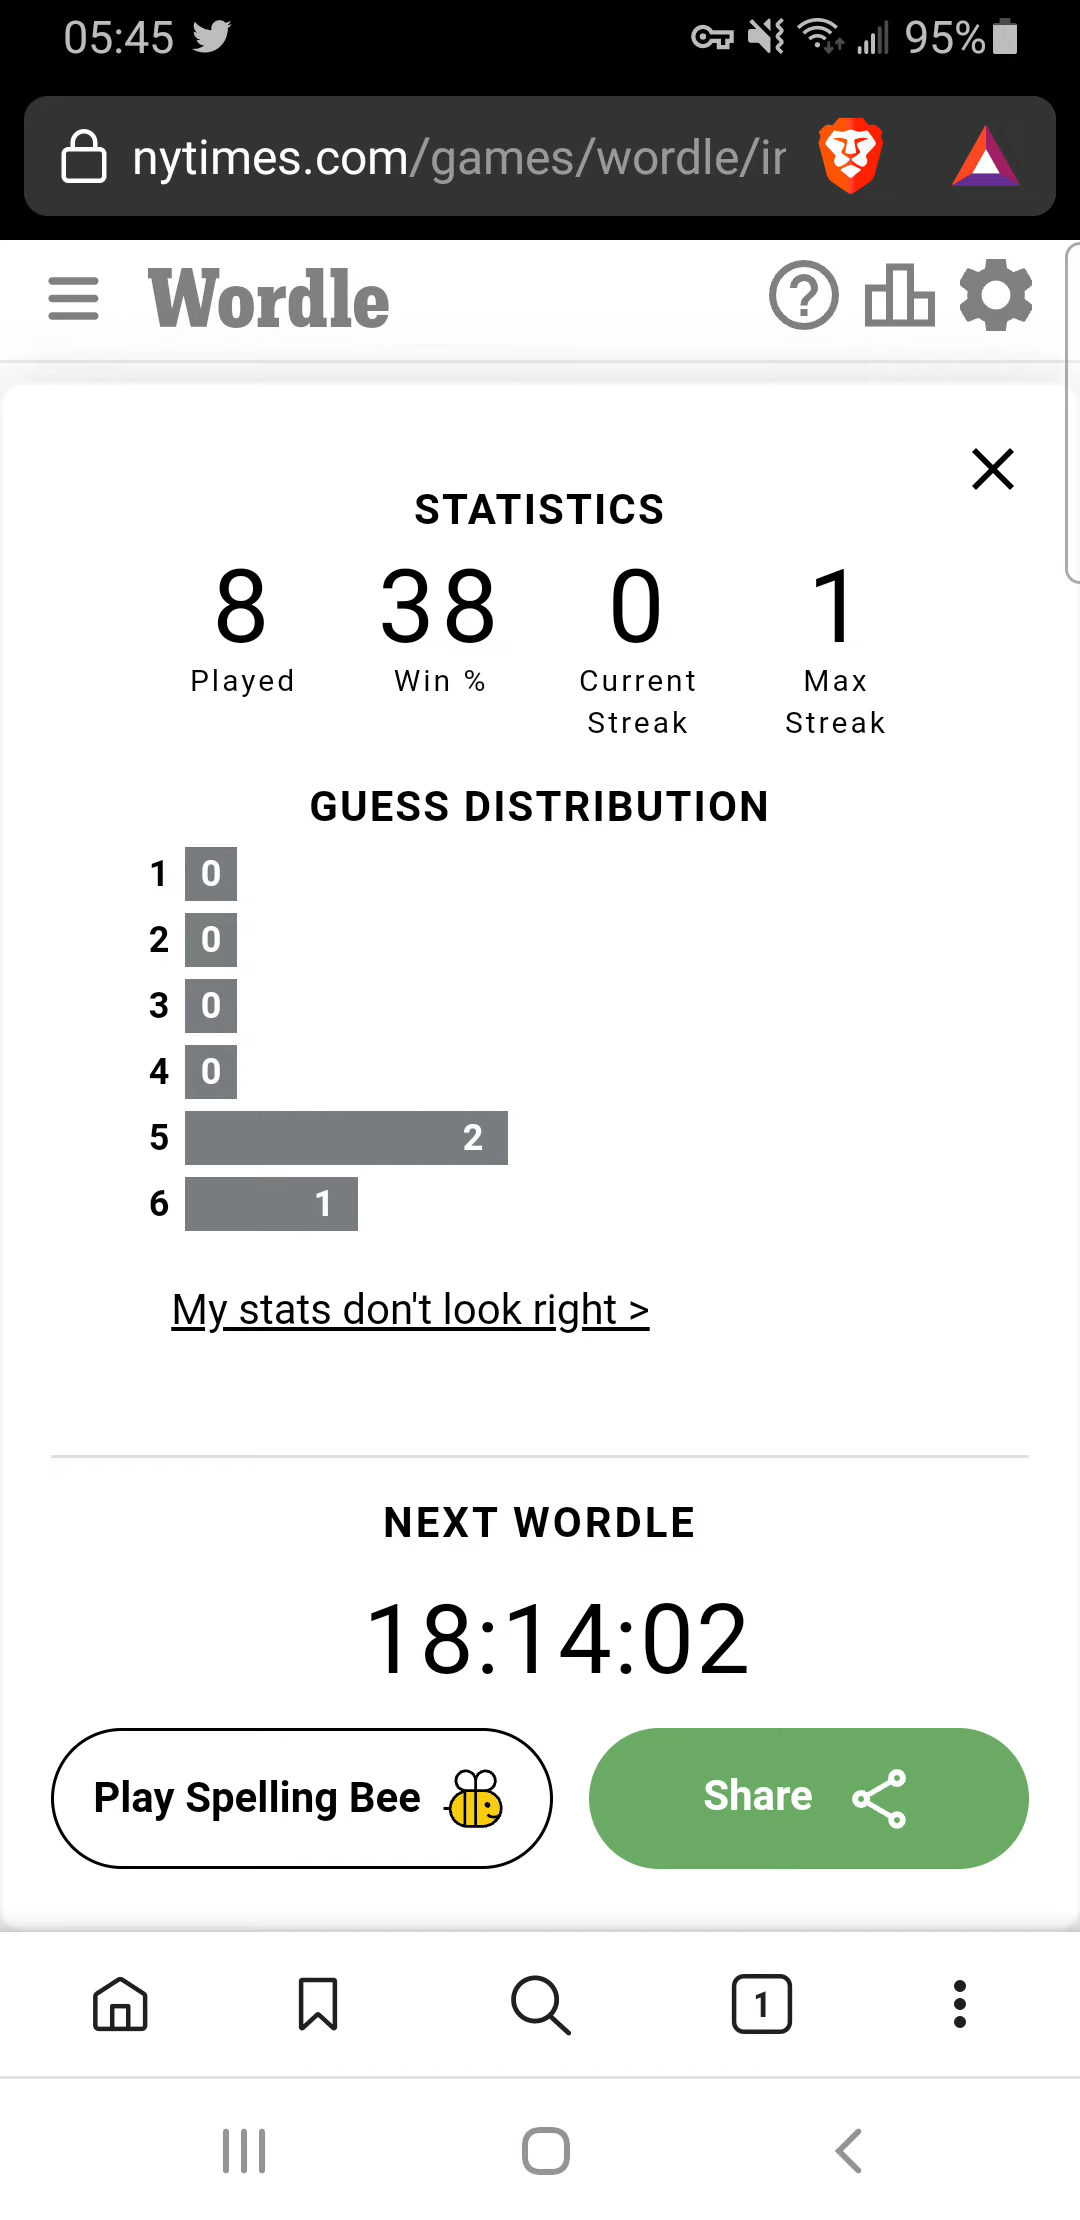 05:45 95%
nytimes.com/games/wordle/ir
Wordle
STATISTICS
8 38 0 1
Played Win % Current Streak Max Streak
GUESS DISTRIBUTION
1 0
2 0
3 0
4 0
5 2
6 1
My stats don't look right >
NEXT WORDLE
18:14:02
Play Spelling Bee Share
1